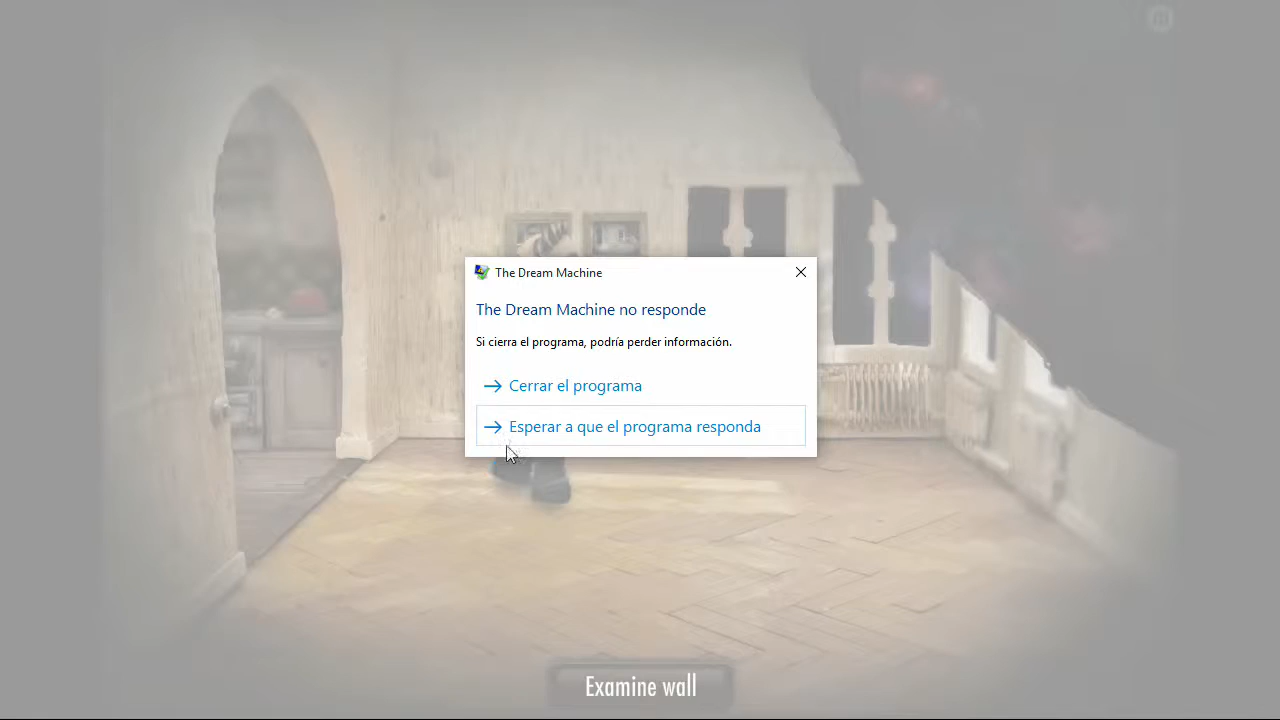 The Dream Machine
The Dream Machine no responde
Si cierra el programa, podría perder información.
Cerrar el programa
Esperar a que el programa responda
Examine wall